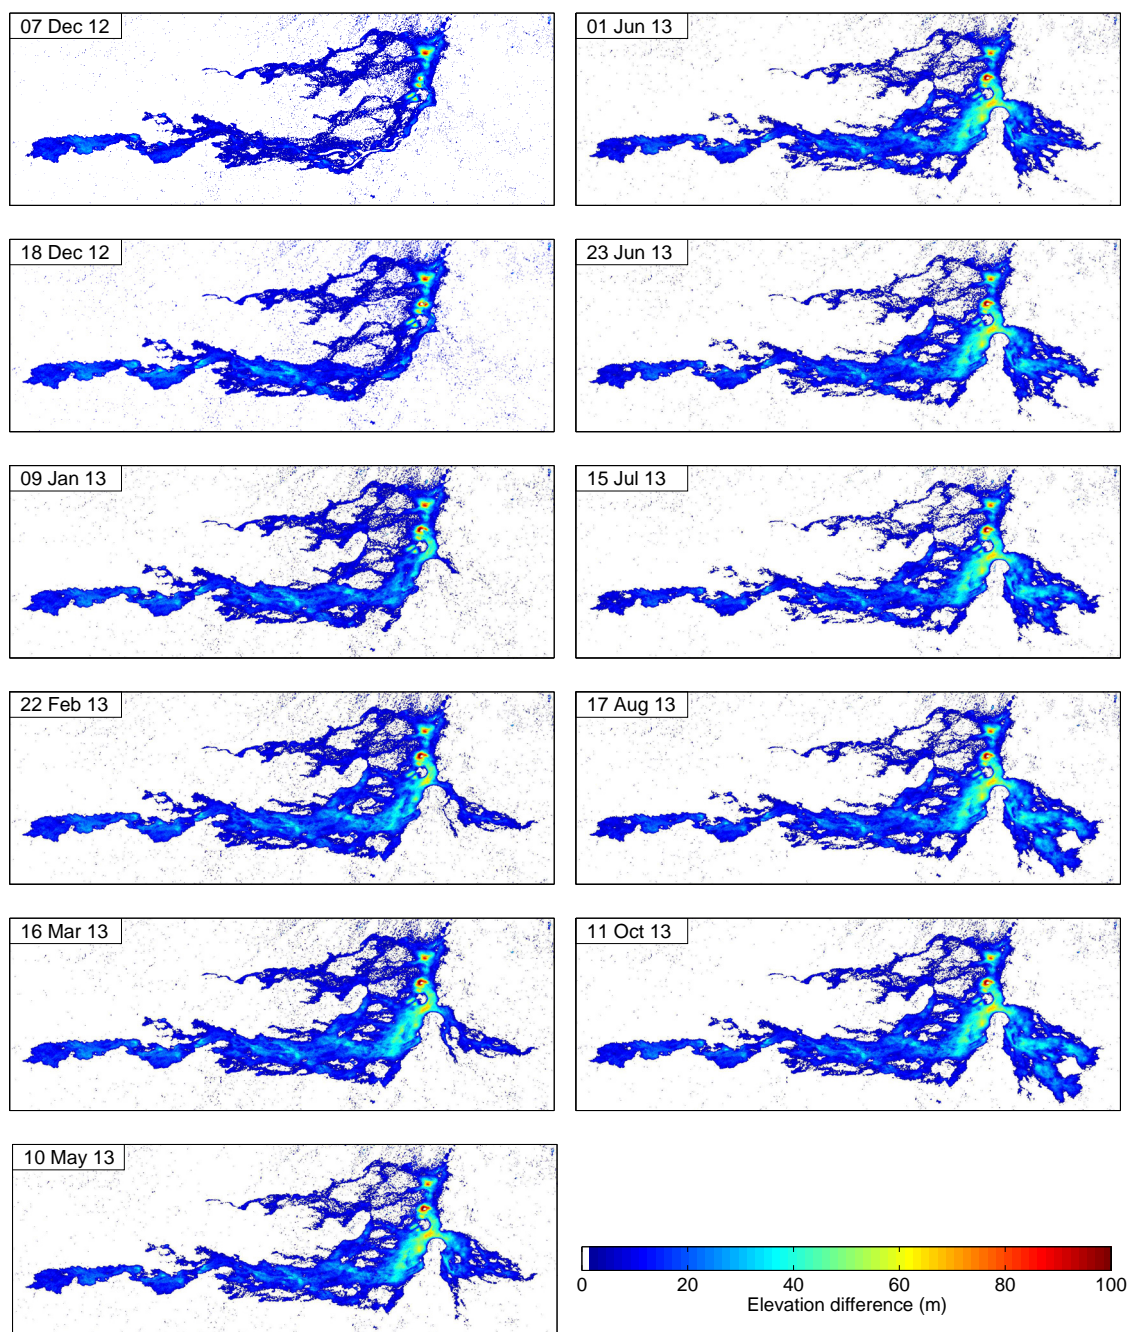 07 Dec 12
01 Jun 13
18 Dec 12
23 Jun 13
09 Jan 13
15 Jul 13
22 Feb 13
17 Aug 13
16 Mar 13
11 Oct 13
10 May 13
0 20 40 60 80 100
Elevation difference (m)